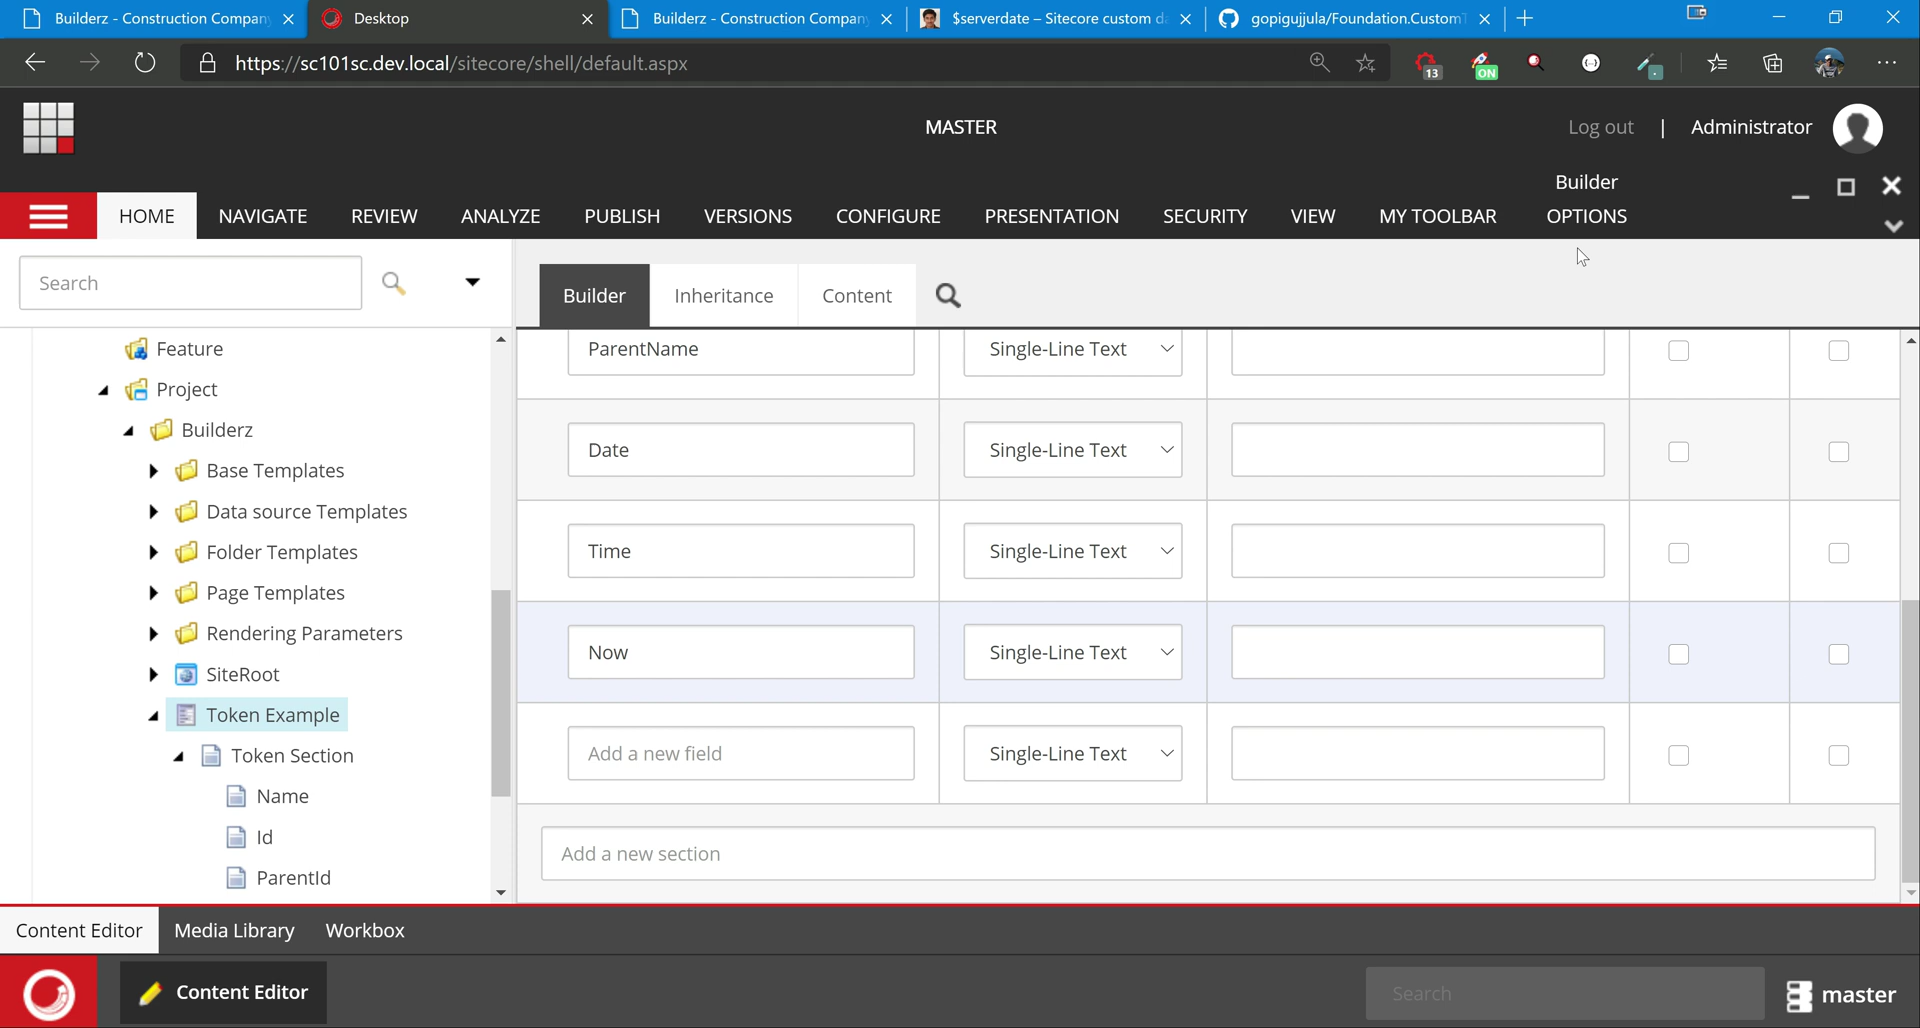 Builderz - Construction Company
Desktop
Builderz - Construction Company
$serverdate – Sitecore custom da
gopigujjula/Foundation.CustomT
https://sc101sc.dev.local/sitecore/shell/default.aspx
13
ON
MASTER
Log out | Administrator
Builder
HOME NAVIGATE REVIEW ANALYZE PUBLISH VERSIONS CONFIGURE PRESENTATION SECURITY VIEW MY TOOLBAR OPTIONS
Search
Builder Inheritance Content
Feature
Project
Builderz
Base Templates
Data source Templates
Folder Templates
Page Templates
Rendering Parameters
SiteRoot
Token Example
Token Section
Name
Id
ParentId
ParentName Single-Line Text
Date Single-Line Text
Time Single-Line Text
Now Single-Line Text
Add a new field Single-Line Text
Add a new section
Content Editor Media Library Workbox
Content Editor
Search
master